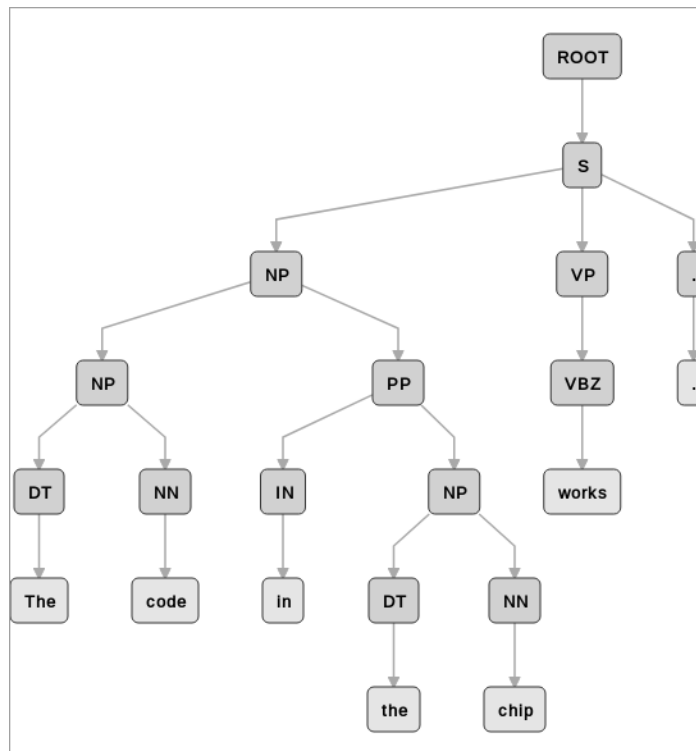 ROOT
S
NP VP .
NP PP VBZ .
DT NN IN NP works
The code in DT NN
the chip